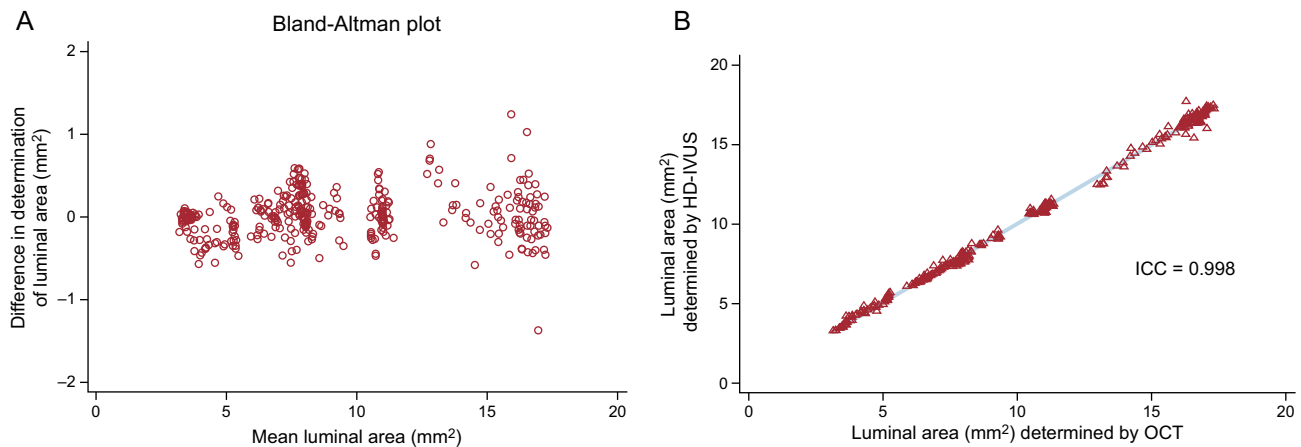 A
Bland-Altman plot
Difference in determination
of luminal area (mm²)
2
1
0
–1
–2
0
5
10
15
20
Mean luminal area (mm²)
B
Luminal area (mm²)
determined by HD-IVUS
20
15
10
5
0
ICC = 0.998
5
10
15
20
Luminal area (mm²) determined by OCT